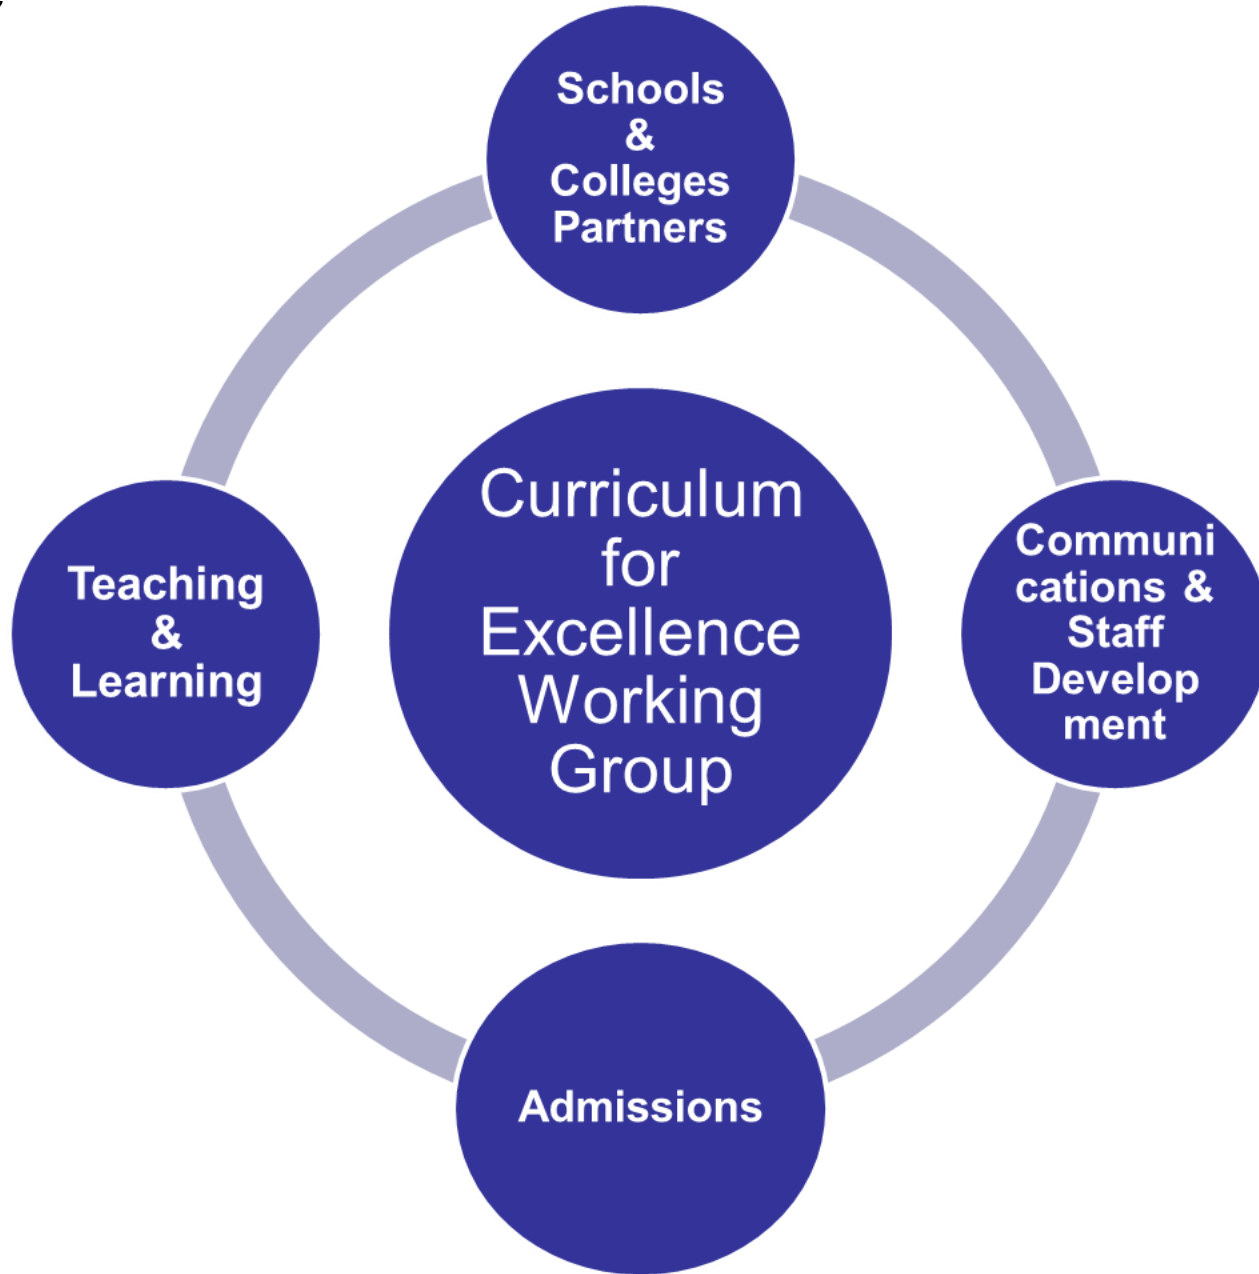 Schools
&
Colleges
Partners
Curriculum
for
Excellence
Working
Group
Communi
cations &
Staff
Develop
ment
Teaching
&
Learning
Admissions